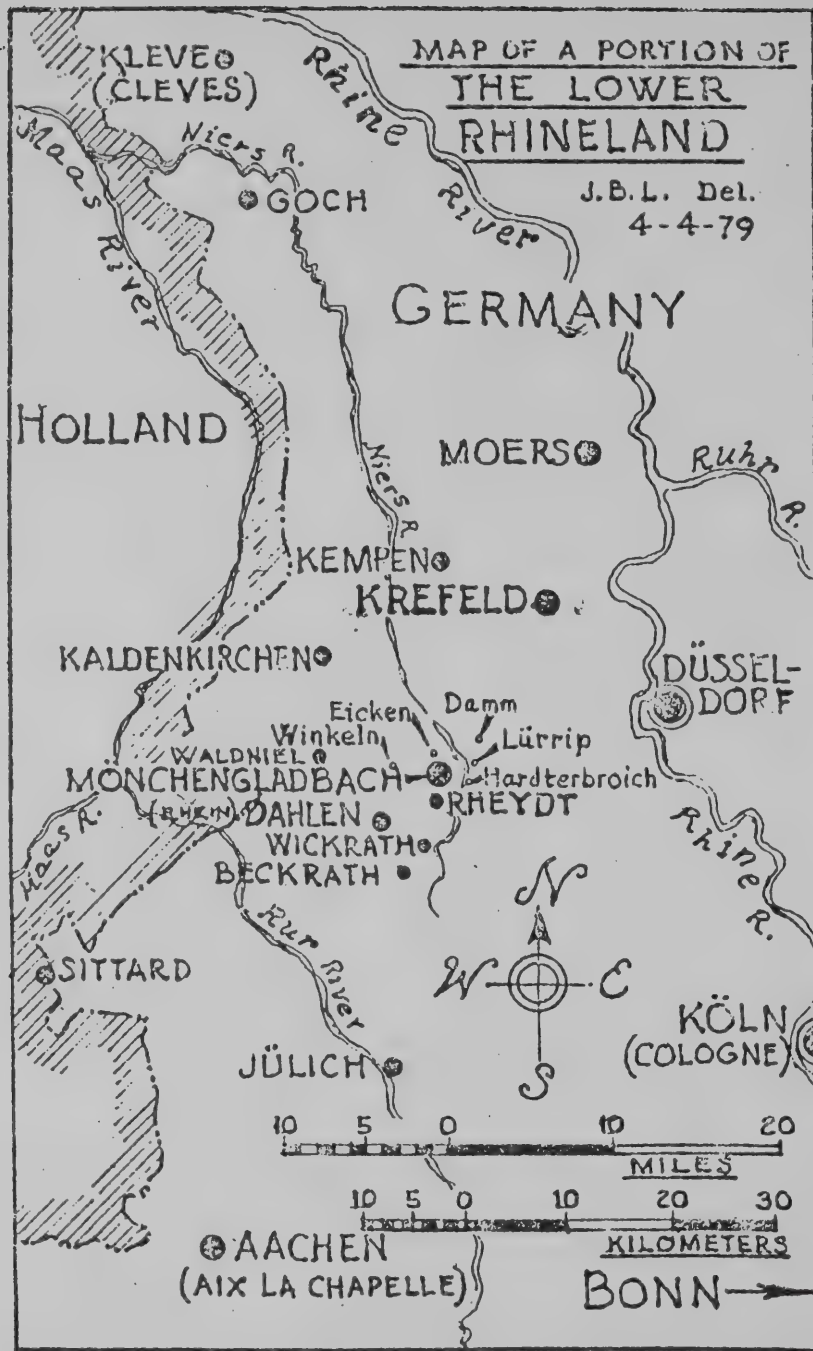 MAP OF A PORTION OF
THE LOWER
RHINELAND
J.B.L. Del.
4-4-79
KLEVE
(CLEVES)
Rhine
River
Niers R.
Maas
River
GOCH
GERMANY
HOLLAND
MOERS
Ruhr
R.
Niers
R
KEMPEN
KREFELD
KALDENKIRCHEN
DÜSSEL-
DORF
Damm
Eicken
Lürrip
Winkeln
WALDNIEL
MÖNCHENGLADBACH
Hardterbroich
RHEYDT
(RHEIN)
DAHLEN
WICKRATH
BECKRATH
Maas R.
Rhine
R.
Rur River
SITTARD
N
W E
S
KÖLN
(COLOGNE)
JÜLICH
10 5 0 10 20
MILES
10 5 0 10 20 30
KILOMETERS
AACHEN
(AIX LA CHAPELLE)
BONN